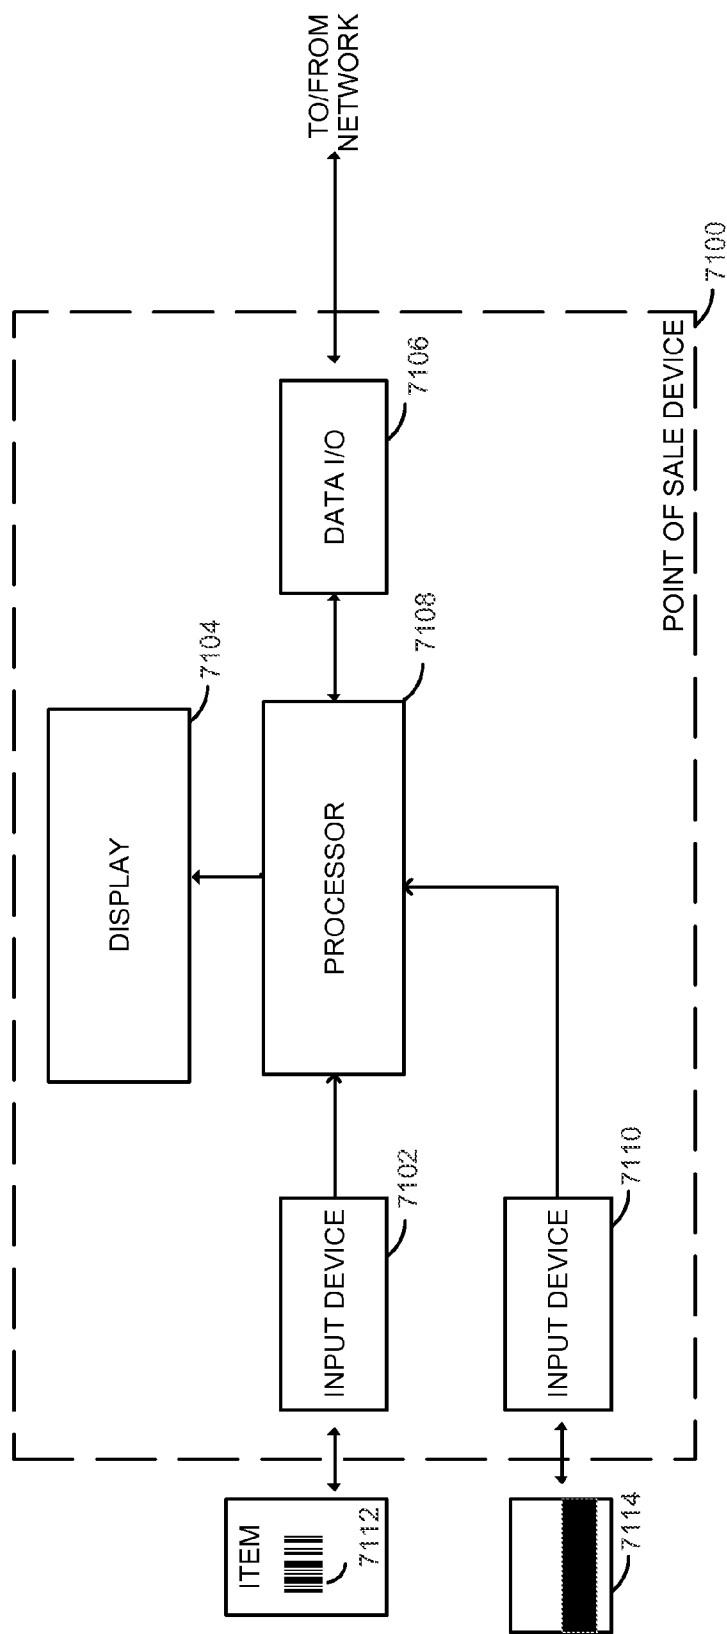 DISPLAY
7104
ITEM
7112
INPUT DEVICE
7102
PROCESSOR
7108
DATA I/O
7106
TO/FROM
NETWORK
7114
INPUT DEVICE
7110
POINT OF SALE DEVICE
7100